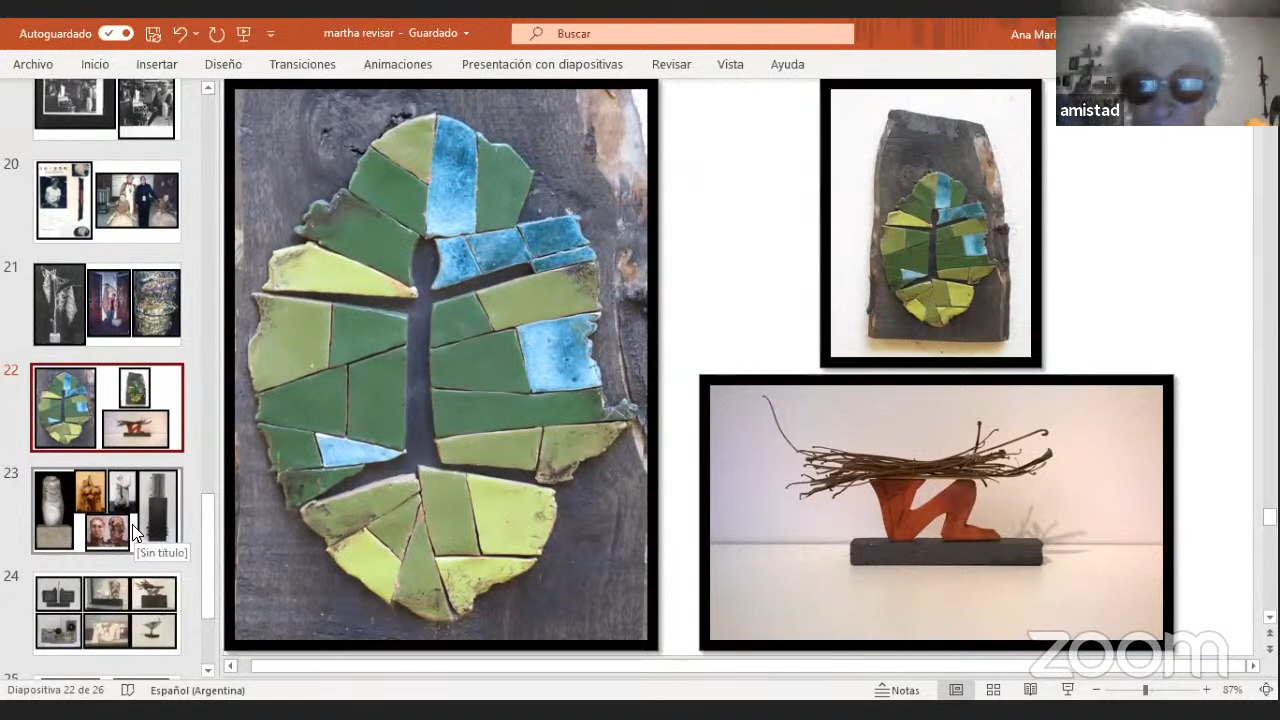 Autoguardado
martha revisar - Guardado
Buscar
Ana Marí
Archivo
Inicio
Insertar
Diseño
Transiciones
Animaciones
Presentación con diapositivas
Revisar
Vista
Ayuda
amistad
20
21
22
23
[Sin título]
24
Diapositiva 22 de 26
Español (Argentina)
Notas
87%
zoom